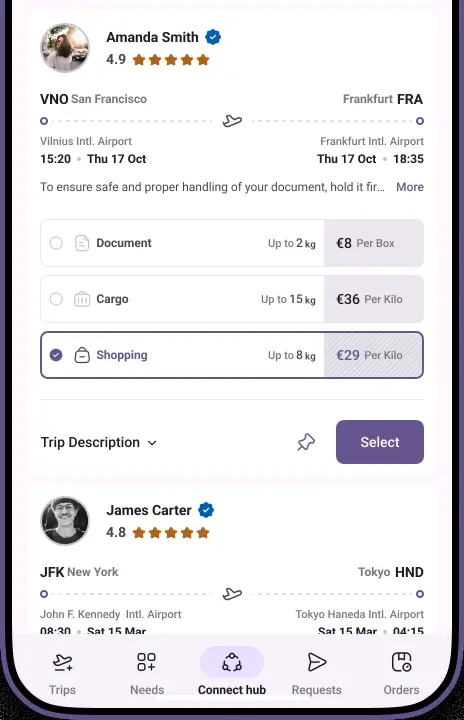 Amanda Smith
4.9
VNO San Francisco Frankfurt FRA
Vilnius Intl. Airport Frankfurt Intl. Airport
15:20 • Thu 17 Oct Thu 17 Oct • 18:35
To ensure safe and proper handling of your document, hold it fir... More
Document Up to 2 kg €8 Per Box
Cargo Up to 15 kg €36 Per Kilo
Shopping Up to 8 kg €29 Per Kilo
Trip Description Select
James Carter
4.8
JFK New York Tokyo HND
John F. Kennedy Intl. Airport Tokyo Haneda Intl. Airport
08:30 • Sat 15 Mar Sat 15 Mar • 04:15
Trips Needs Connect hub Requests Orders